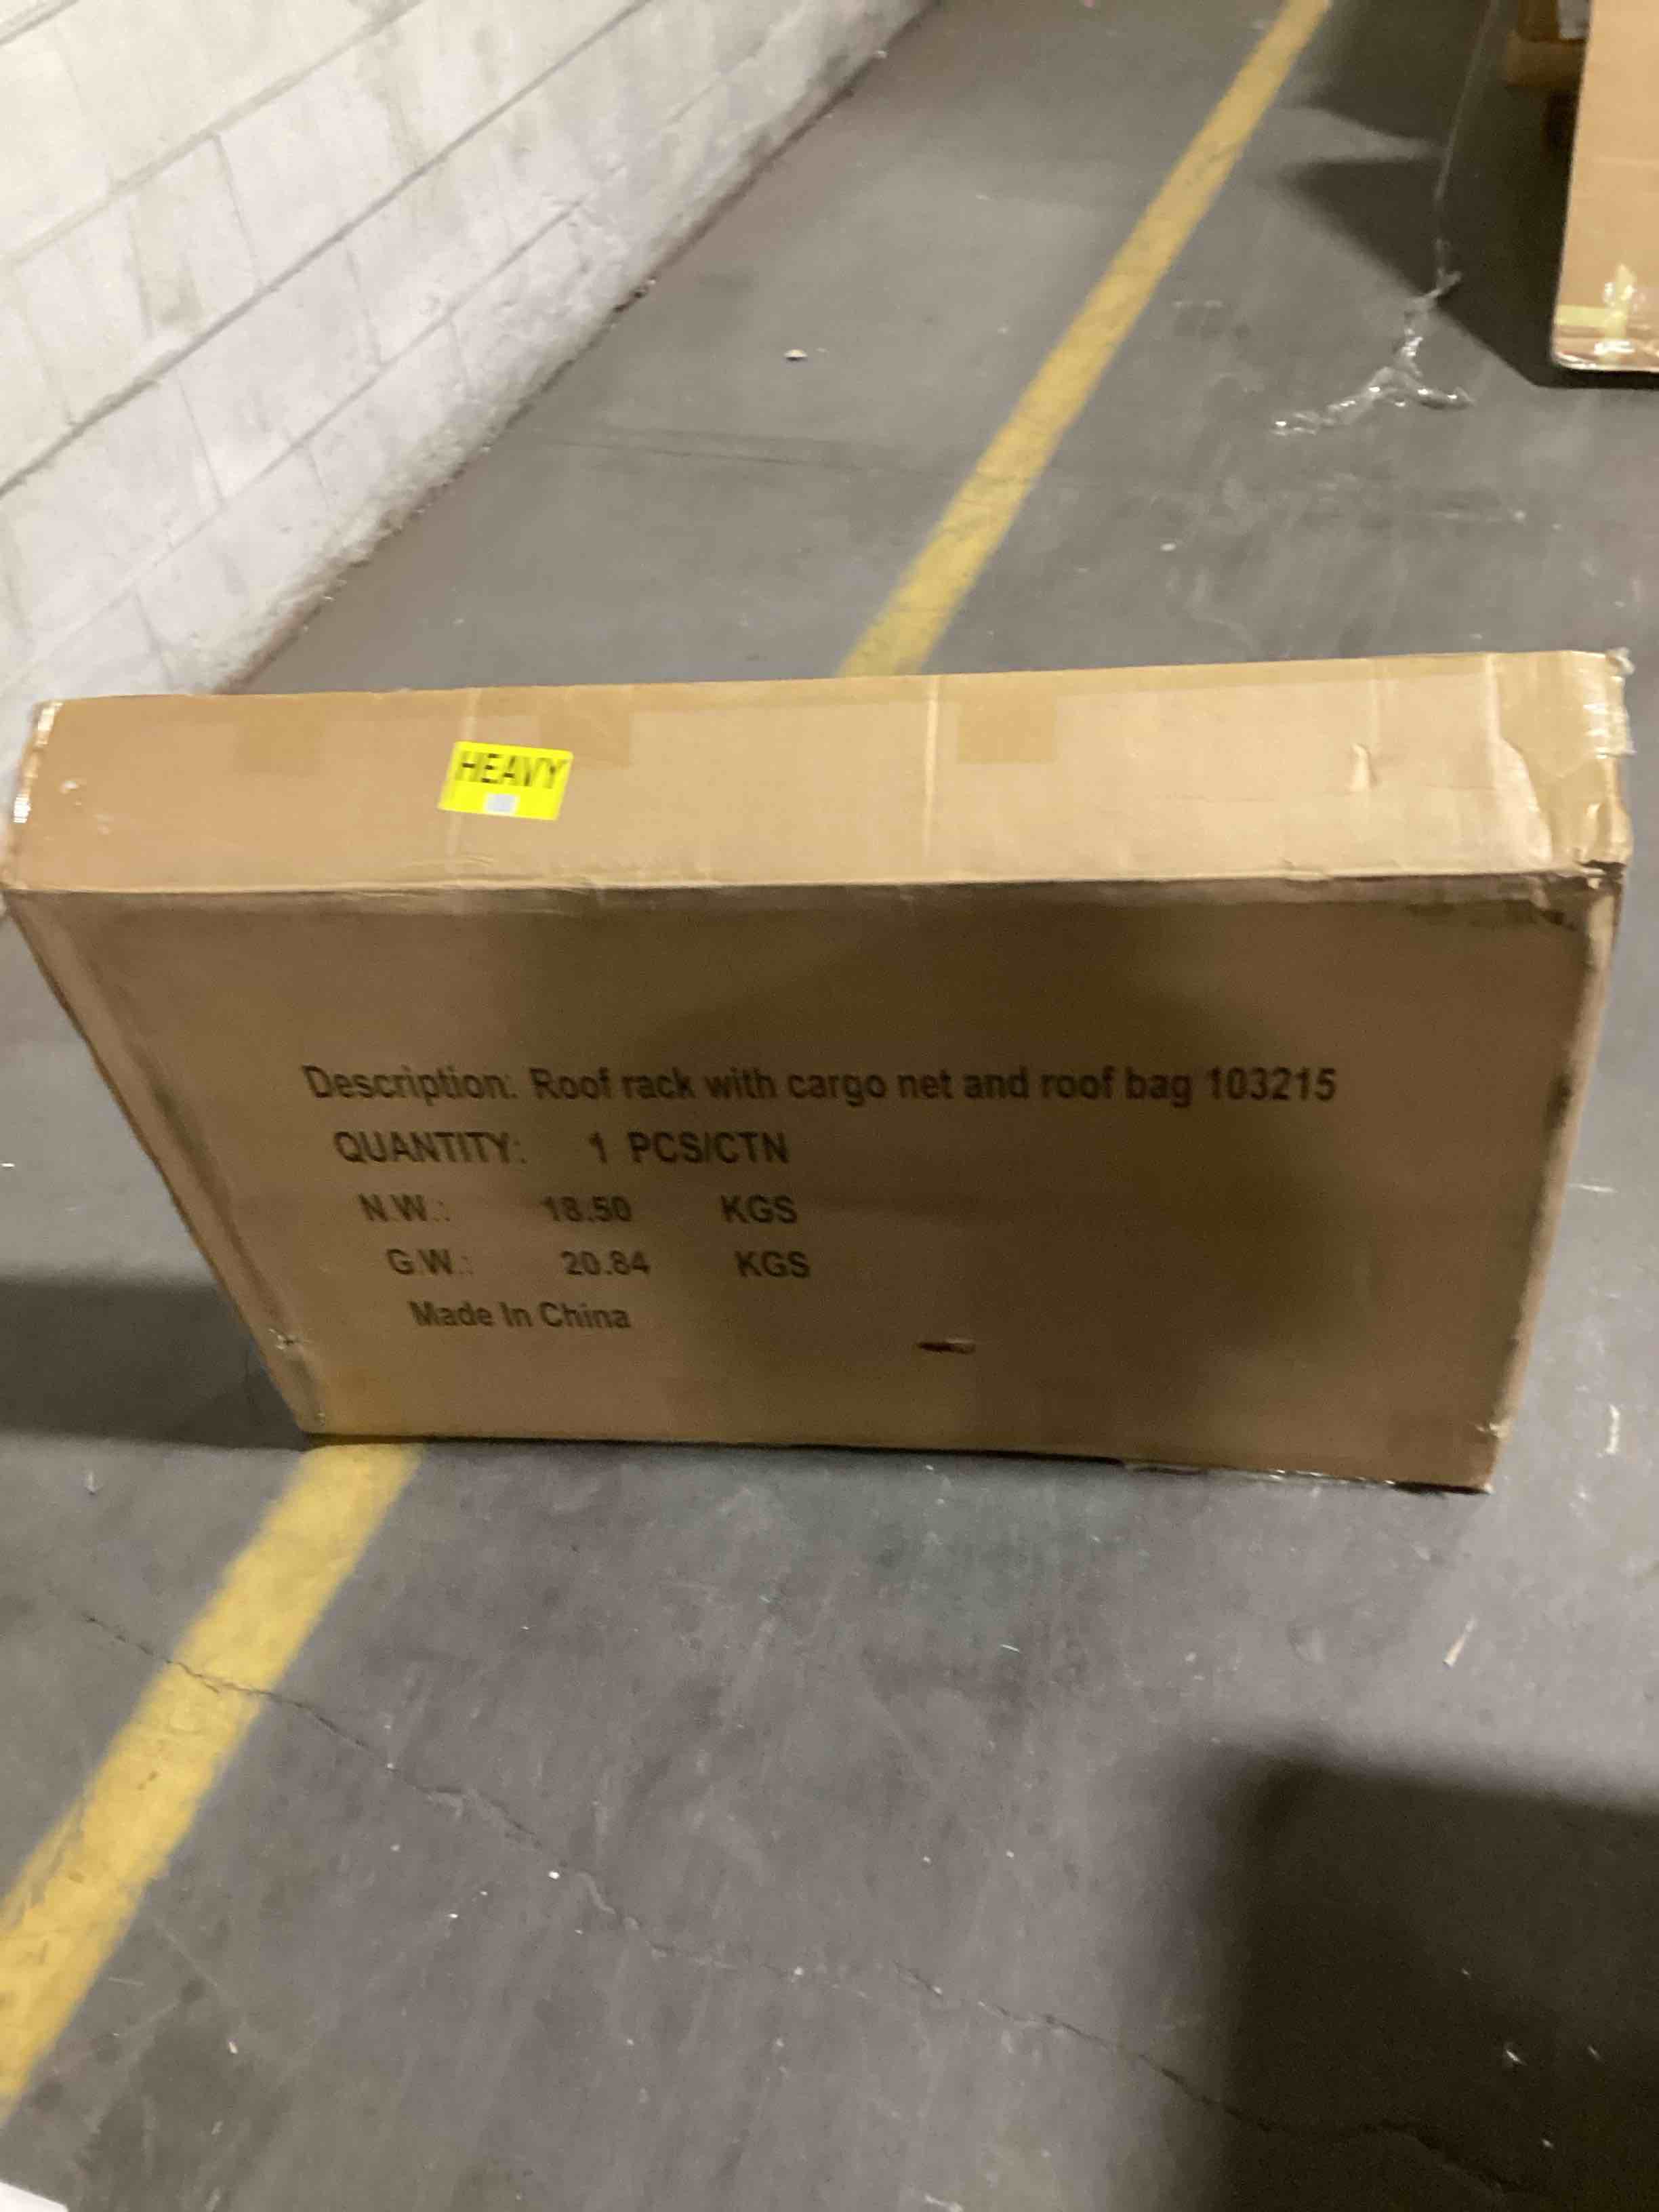 HEAVY
Description: Roof rack with cargo net and roof bag 103215
QUANTITY: 1 PCS/CTN
N.W.: 18.50 KGS
G.W.: 20.84 KGS
Made In China